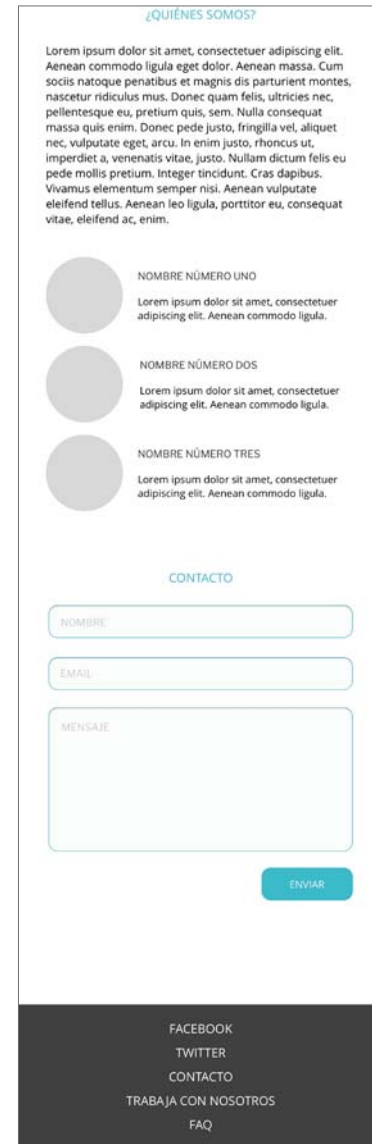 ¿QUIÉNES SOMOS?
Lorem ipsum dolor sit amet, consectetuer adipiscing elit.
Aenean commodo ligula eget dolor. Aenean massa. Cum
sociis natoque penatibus et magnis dis parturient montes,
nascetur ridiculus mus. Donec quam felis, ultricies nec,
pellentesque eu, pretium quis, sem. Nulla consequat
massa quis enim. Donec pede justo, fringilla vel, aliquet
nec, vulputate eget, arcu. In enim justo, rhoncus ut,
imperdiet a, venenatis vitae, justo. Nullam dictum felis eu
pede mollis pretium. Integer tincidunt. Cras dapibus.
Vivamus elementum semper nisi. Aenean vulputate
eleifend tellus. Aenean leo ligula, porttitor eu, consequat
vitae, eleifend ac, enim.
NOMBRE NÚMERO UNO
Lorem ipsum dolor sit amet, consectetuer
adipiscing elit. Aenean commodo ligula.
NOMBRE NÚMERO DOS
Lorem ipsum dolor sit amet, consectetuer
adipiscing elit. Aenean commodo ligula.
NOMBRE NÚMERO TRES
Lorem ipsum dolor sit amet, consectetuer
adipiscing elit. Aenean commodo ligula.
CONTACTO
NOMBRE
EMAIL
MENSAJE
ENVIAR
FACEBOOK
TWITTER
CONTACTO
TRABAJA CON NOSOTROS
FAQ